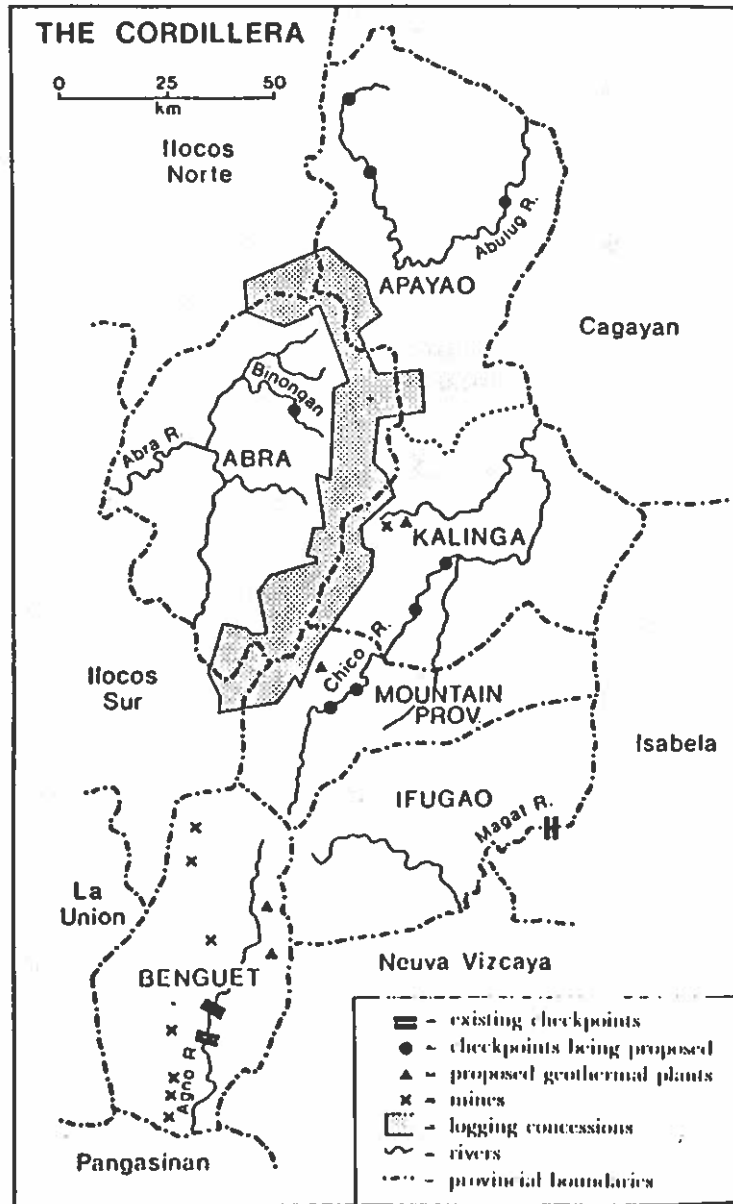 THE CORDILLERA
0 25 50
km
Ilocos
Norte
Abulug R.
APAYAO
Cagayan
Binongan
Abra R.
ABRA
KALINGA
Chico R.
Ilocos
Sur
MOUNTAIN
PROV.
Isabela
IFUGAO
Magat R.
La
Union
Neuva Vizcaya
BENGUET
Agno R
Pangasinan
= - existing checkpoints
● - checkpoints being proposed
▲ - proposed geothermal plants
x - mines
- logging concessions
- rivers
- provincial boundaries